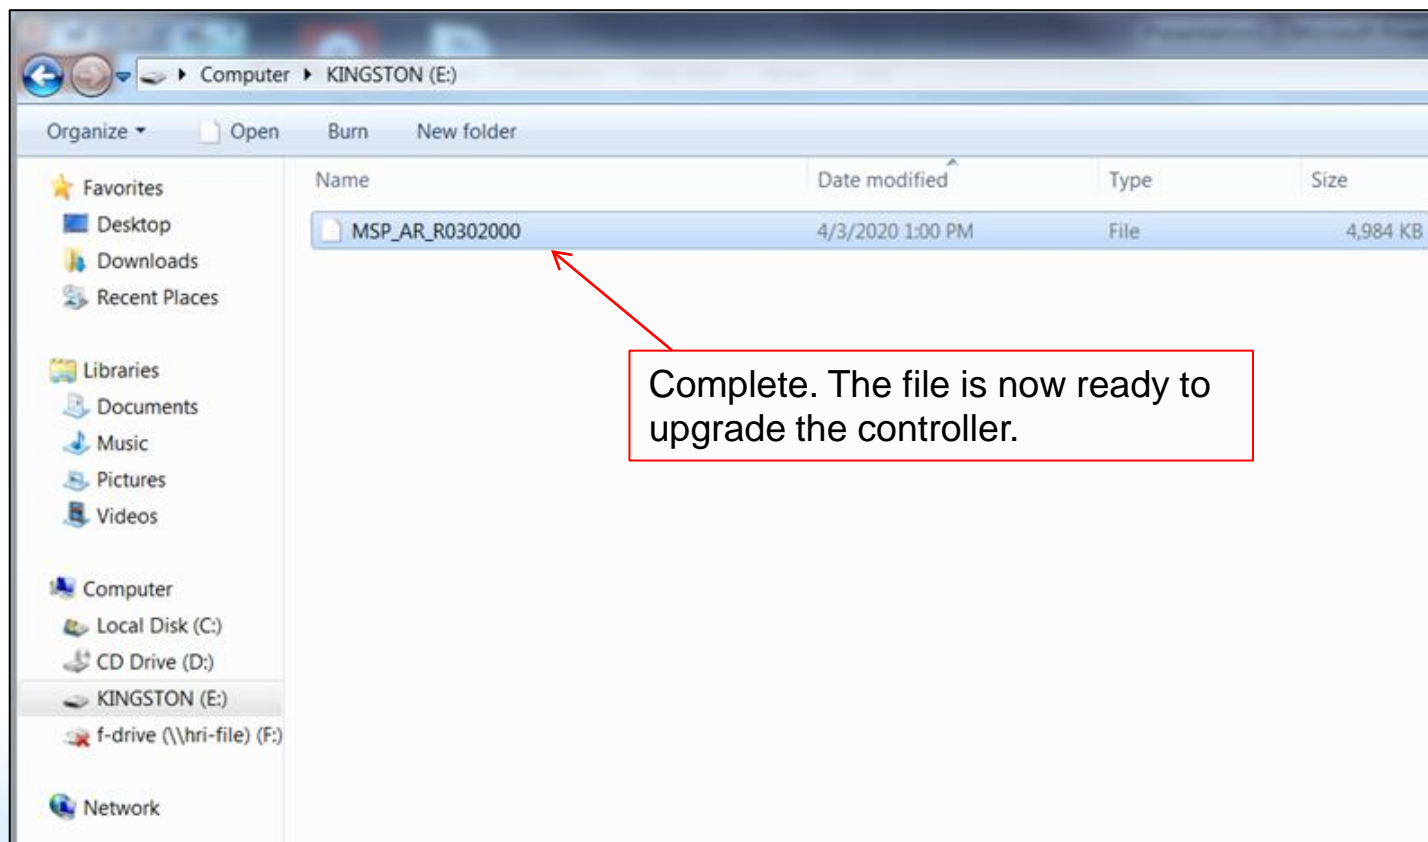 Computer ▸ KINGSTON (E:)
Organize Open Burn New folder
Name Date modified Type Size
MSP_AR_R0302000 4/3/2020 1:00 PM File 4,984 KB
Favorites
Desktop
Downloads
Recent Places
Libraries
Documents
Music
Pictures
Videos
Computer
Local Disk (C:)
CD Drive (D:)
KINGSTON (E:)
f-drive (\\hri-file) (F:)
Network
Complete. The file is now ready to
upgrade the controller.